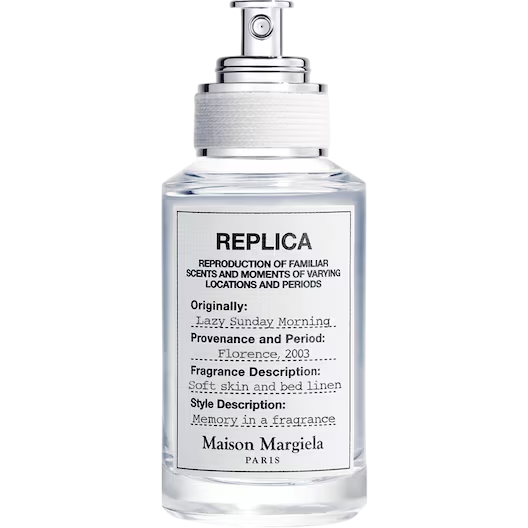 REPLICA
REPRODUCTION OF FAMILIAR
SCENTS AND MOMENTS OF VARYING
LOCATIONS AND PERIODS
Originally:
Lazy Sunday Morning
Provenance and Period:
Florence, 2003
Fragrance Description:
Soft skin and bed linen
Style Description:
Memory in a fragrance
Maison Margiela
PARIS